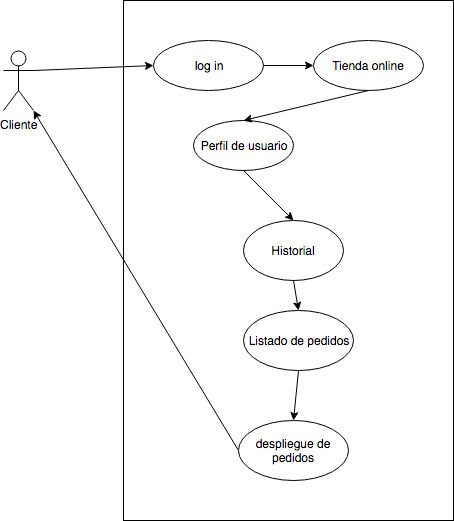 log in
Tienda online
Cliente
Perfil de usuario
Historial
Listado de pedidos
despliegue de
pedidos